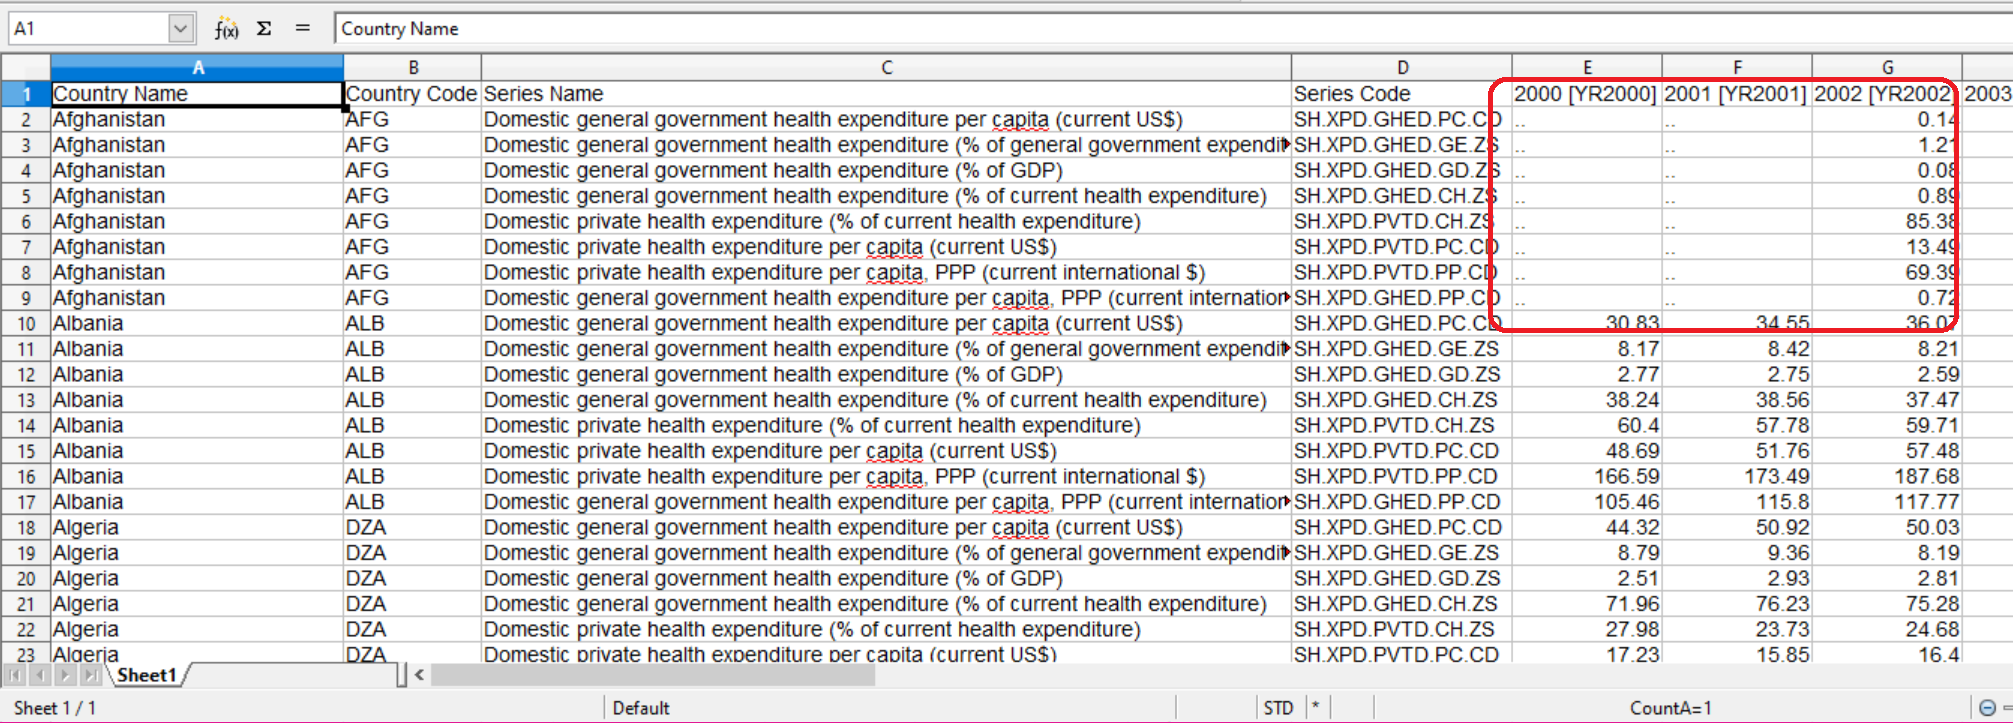 A1 f(x) Σ = Country Name
A B C D E F G
1 Country Name Country Code Series Name Series Code 2000 [YR2000] 2001 [YR2001] 2002 [YR2002] 2003
2 Afghanistan AFG Domestic general government health expenditure per capita (current US$) SH.XPD.GHED.PC.CD .. .. 0.14
3 Afghanistan AFG Domestic general government health expenditure (% of general government expendit SH.XPD.GHED.GE.ZS .. .. 1.21
4 Afghanistan AFG Domestic general government health expenditure (% of GDP) SH.XPD.GHED.GD.ZS .. .. 0.08
5 Afghanistan AFG Domestic general government health expenditure (% of current health expenditure) SH.XPD.GHED.CH.ZS .. .. 0.89
6 Afghanistan AFG Domestic private health expenditure (% of current health expenditure) SH.XPD.PVTD.CH.ZS .. .. 85.38
7 Afghanistan AFG Domestic private health expenditure per capita (current US$) SH.XPD.PVTD.PC.CD .. .. 13.49
8 Afghanistan AFG Domestic private health expenditure per capita, PPP (current international $) SH.XPD.PVTD.PP.CD .. .. 69.39
9 Afghanistan AFG Domestic general government health expenditure per capita, PPP (current internation SH.XPD.GHED.PP.CD .. .. 0.72
10 Albania ALB Domestic general government health expenditure per capita (current US$) SH.XPD.GHED.PC.CD 30.83 34.55 36.07
11 Albania ALB Domestic general government health expenditure (% of general government expendit SH.XPD.GHED.GE.ZS 8.17 8.42 8.21
12 Albania ALB Domestic general government health expenditure (% of GDP) SH.XPD.GHED.GD.ZS 2.77 2.75 2.59
13 Albania ALB Domestic general government health expenditure (% of current health expenditure) SH.XPD.GHED.CH.ZS 38.24 38.56 37.47
14 Albania ALB Domestic private health expenditure (% of current health expenditure) SH.XPD.PVTD.CH.ZS 60.4 57.78 59.71
15 Albania ALB Domestic private health expenditure per capita (current US$) SH.XPD.PVTD.PC.CD 48.69 51.76 57.48
16 Albania ALB Domestic private health expenditure per capita, PPP (current international $) SH.XPD.PVTD.PP.CD 166.59 173.49 187.68
17 Albania ALB Domestic general government health expenditure per capita, PPP (current internation SH.XPD.GHED.PP.CD 105.46 115.8 117.77
18 Algeria DZA Domestic general government health expenditure per capita (current US$) SH.XPD.GHED.PC.CD 44.32 50.92 50.03
19 Algeria DZA Domestic general government health expenditure (% of general government expendit SH.XPD.GHED.GE.ZS 8.79 9.36 8.19
20 Algeria DZA Domestic general government health expenditure (% of GDP) SH.XPD.GHED.GD.ZS 2.51 2.93 2.81
21 Algeria DZA Domestic general government health expenditure (% of current health expenditure) SH.XPD.GHED.CH.ZS 71.96 76.23 75.28
22 Algeria DZA Domestic private health expenditure (% of current health expenditure) SH.XPD.PVTD.CH.ZS 27.98 23.73 24.68
23 Algeria DZA Domestic private health expenditure per capita (current US$) SH.XPD.PVTD.PC.CD 17.23 15.85 16.4
Sheet1
Sheet 1 / 1 Default STD * CountA=1